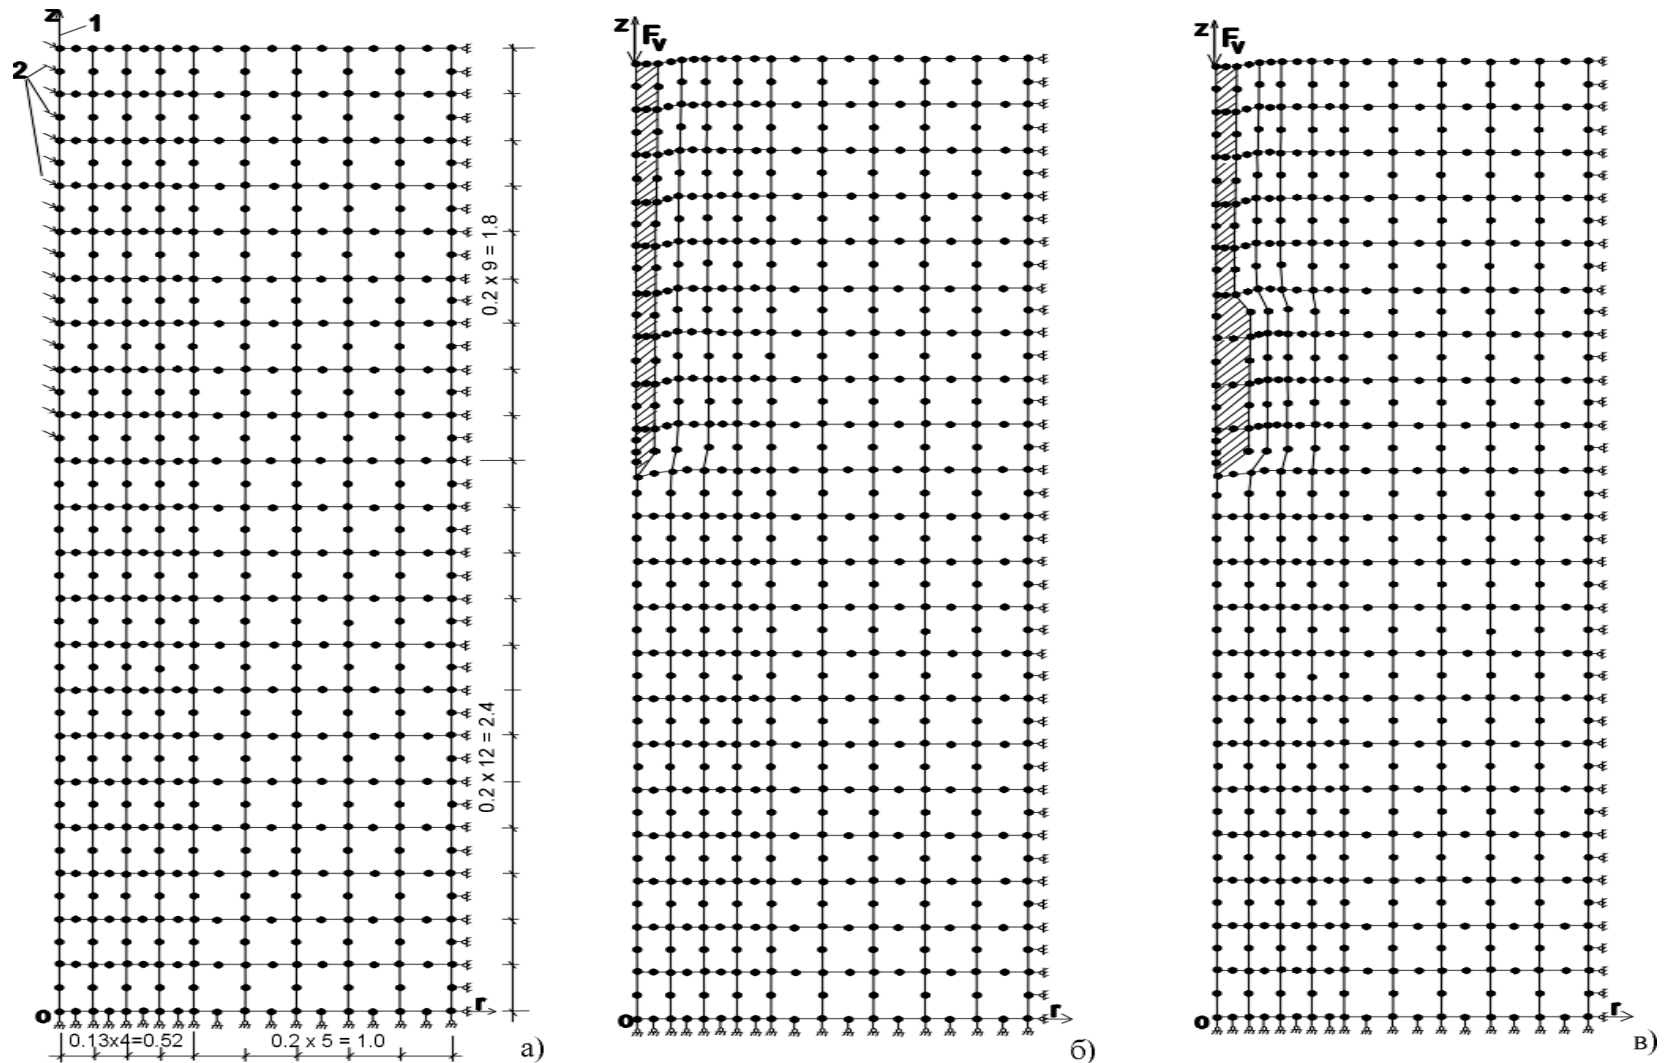 z
1
2
0.2 x 9 = 1.8
0.2 x 12 = 2.4
o
r
0.13x4=0.52
0.2 x 5 = 1.0
а)
z
Fv
o
r
б)
z
Fv
o
r
в)